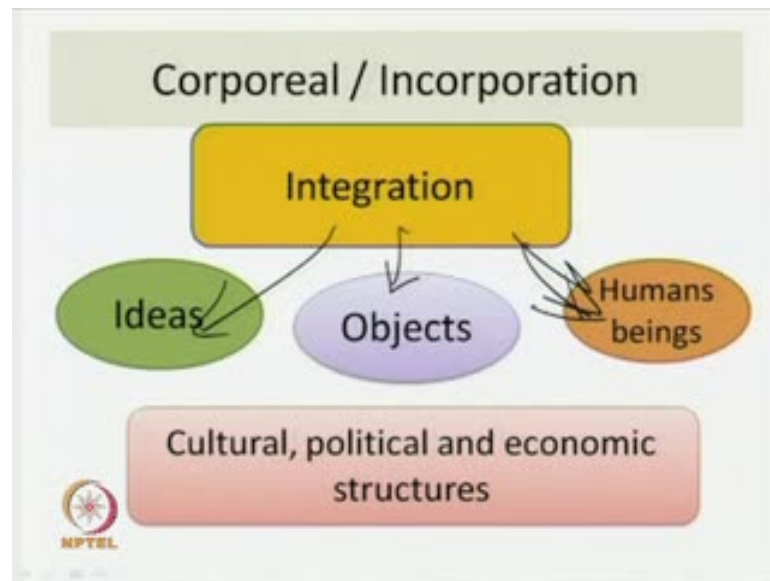 Corporeal / Incorporation
Integration
Ideas
Objects
Humans
beings
Cultural, political and economic
structures
NPTEL